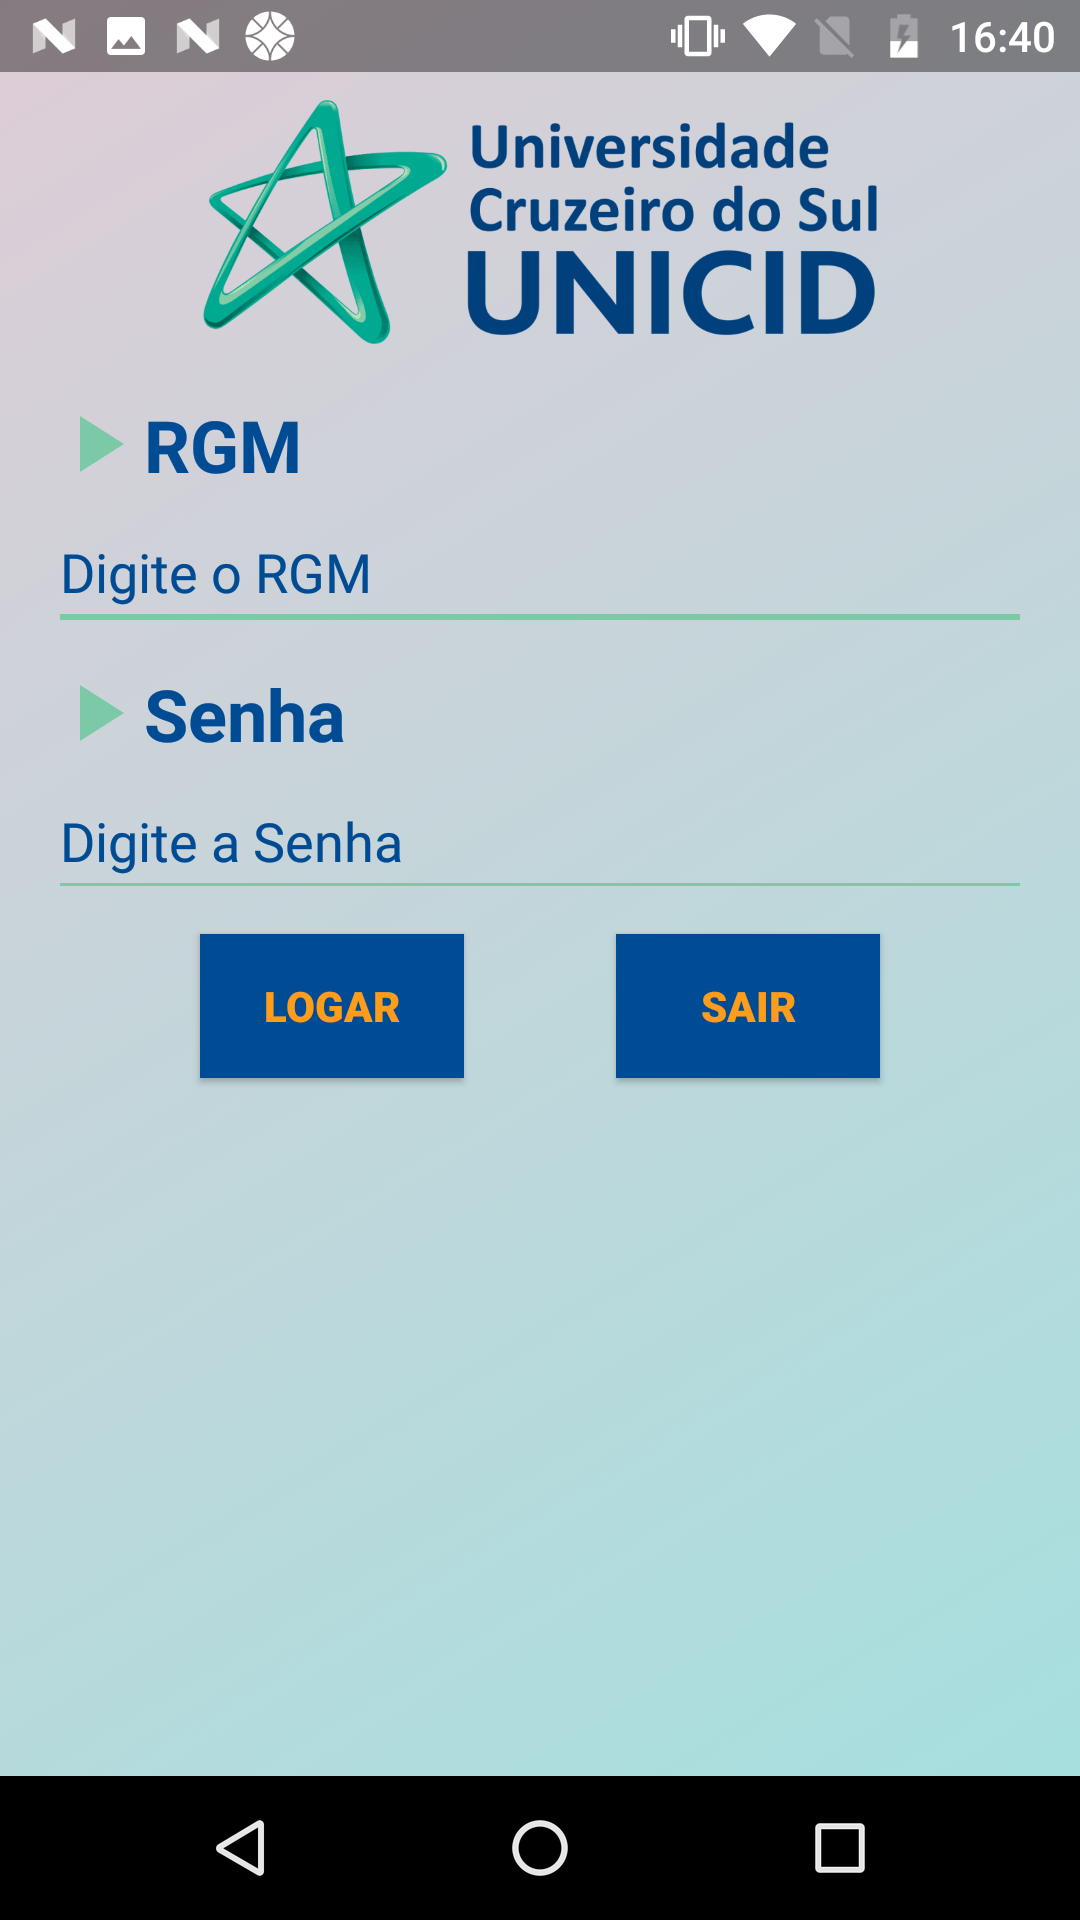 16:40
Universidade
Cruzeiro do Sul
UNICID
RGM
Digite o RGM
Senha
Digite a Senha
LOGAR SAIR